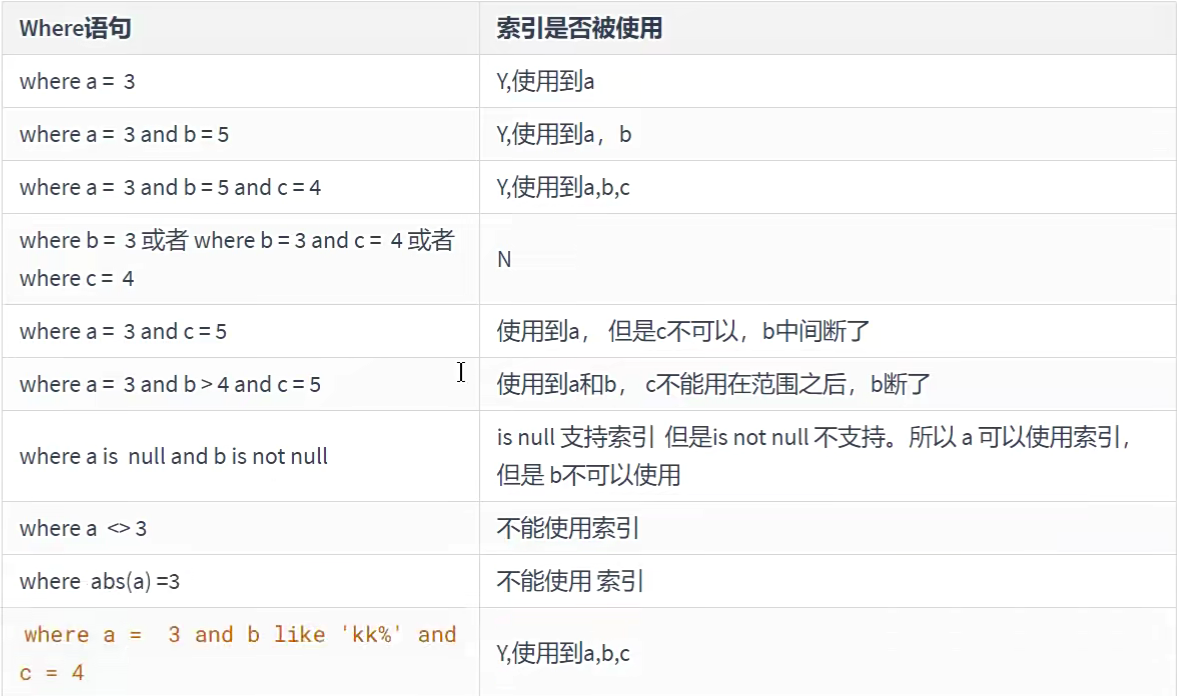 Where语句 索引是否被使用
where a = 3 Y,使用到a
where a = 3 and b = 5 Y,使用到a，b
where a = 3 and b = 5 and c = 4 Y,使用到a,b,c
where b = 3 或者 where b = 3 and c = 4 或者
where c = 4
N
where a = 3 and c = 5 使用到a， 但是c不可以，b中间断了
where a = 3 and b > 4 and c = 5 使用到a和b， c不能用在范围之后，b断了
where a is null and b is not null
is null 支持索引 但是is not null 不支持。所以 a 可以使用索引，
但是 b不可以使用
where a <> 3 不能使用索引
where abs(a) =3 不能使用 索引
where a = 3 and b like 'kk%' and
c = 4
Y,使用到a,b,c